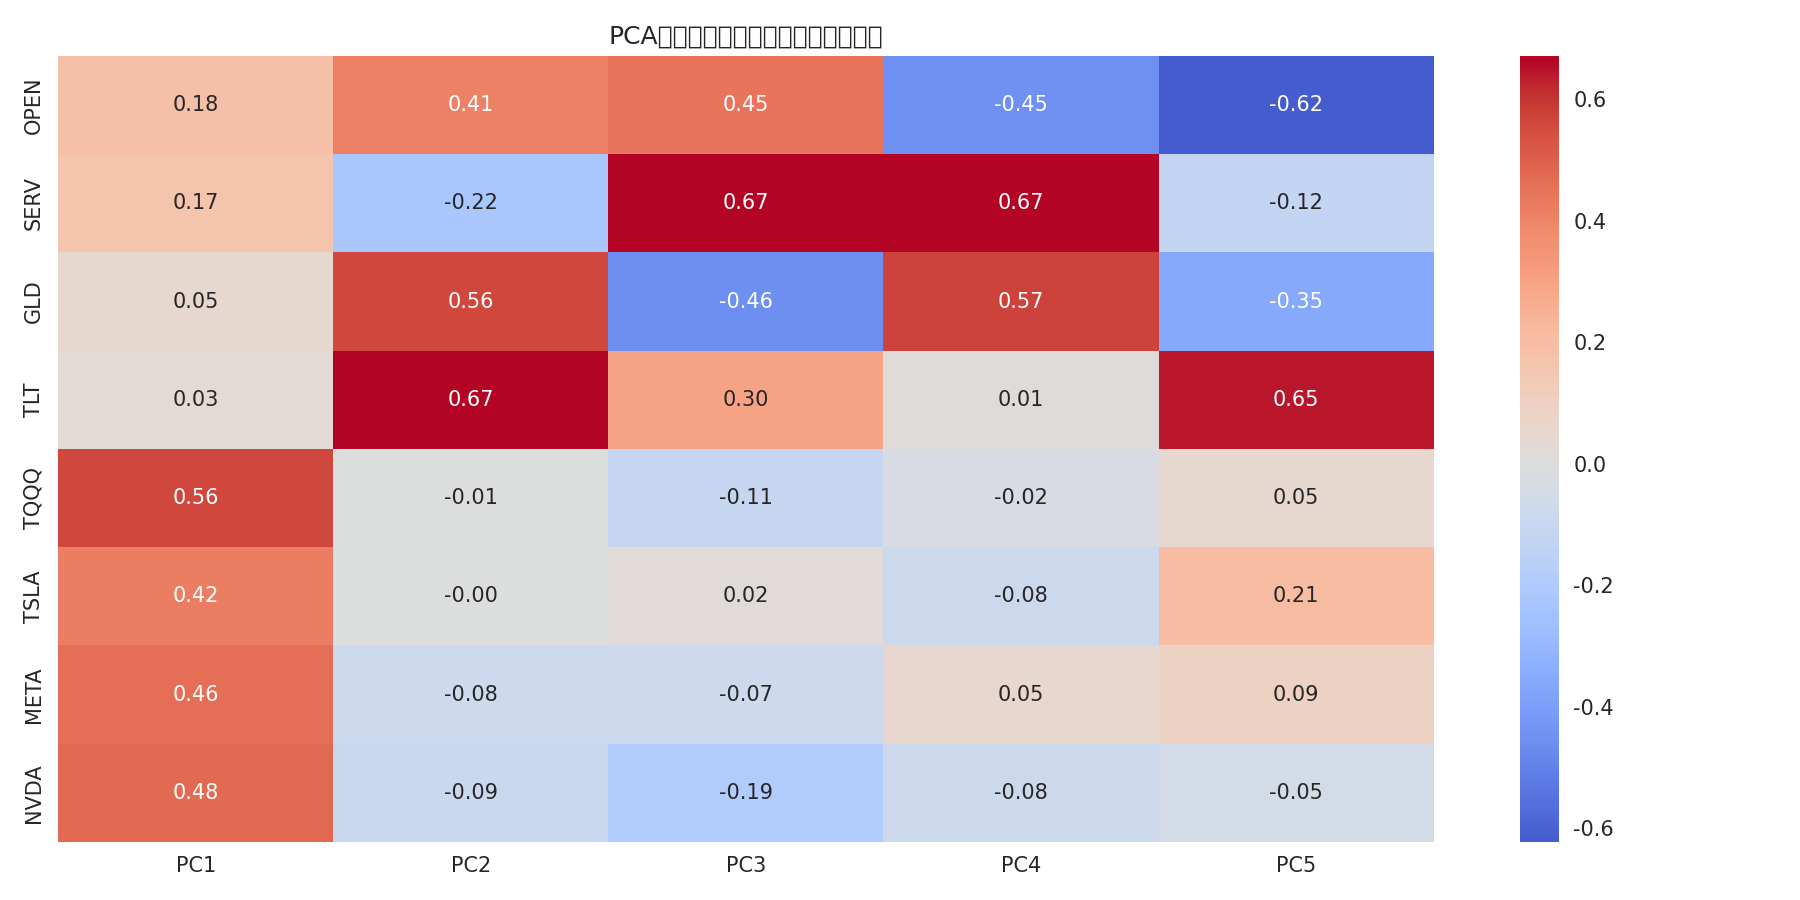 PCA
OPEN 0.18 0.41 0.45 -0.45 -0.62
SERV 0.17 -0.22 0.67 0.67 -0.12
GLD 0.05 0.56 -0.46 0.57 -0.35
TLT 0.03 0.67 0.30 0.01 0.65
TQQQ 0.56 -0.01 -0.11 -0.02 0.05
TSLA 0.42 -0.00 0.02 -0.08 0.21
META 0.46 -0.08 -0.07 0.05 0.09
NVDA 0.48 -0.09 -0.19 -0.08 -0.05
PC1 PC2 PC3 PC4 PC5
0.6
0.4
0.2
0.0
-0.2
-0.4
-0.6